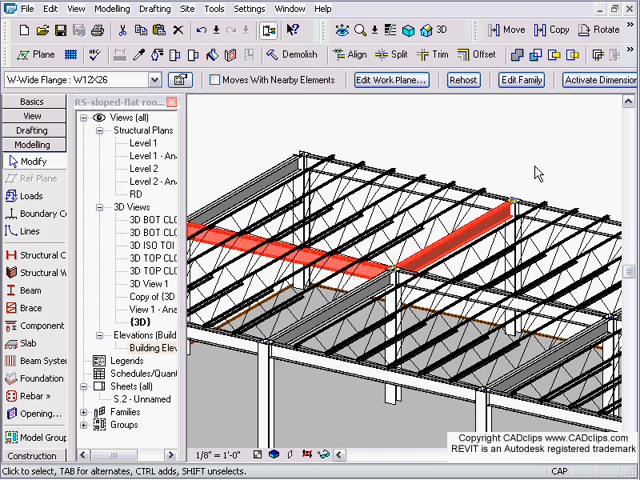 File Edit View Modelling Drafting Site Tools Settings Window Help
3D Move Copy Rotate
Plane Demolish Align Split Trim Offset
W-Wide Flange : W12X26 Moves With Nearby Elements Edit Work Plane... Rehost Edit Family Activate Dimension
Basics
View
Drafting
Modelling
Modify
Ref Plane
Loads
Boundary C
Lines
Structural C
Structural W
Beam
Brace
Component
Slab
Beam System
Foundation
Rebar »
Opening...
Model Group
Construction
RS-sloped-flat roo...
Views (all)
Structural Plans
Level 1
Level 1 - Ana
Level 2
Level 2 - Ana
RD
3D Views
3D BOT CLO
3D BOT CLO
3D ISO TOI
3D TOP CLO
3D TOP CLO
3D View 1
Copy of {3D
View 1 - Ana
{3D}
Elevations (Build
Building Elev
Legends
Schedules/Quant
Sheets (all)
S.2 - Unnamed
Families
Groups
1/8" = 1'-0"
Copyright CADclips www.CADclips.com
REVIT is an Autodesk registered trademark
Click to select, TAB for alternates, CTRL adds, SHIFT unselects.
CAP